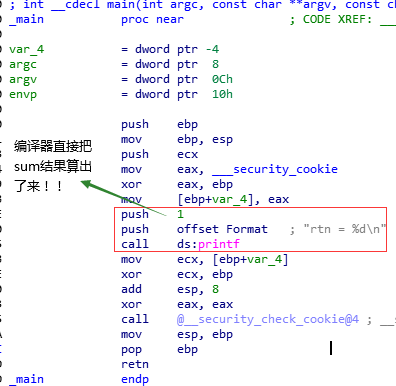 ; int __cdecl main(int argc, const char **argv, const c
_main proc near ; CODE XREF:
var_4 = dword ptr -4
argc = dword ptr 8
argv = dword ptr 0Ch
envp = dword ptr 10h
push ebp
mov ebp, esp
push ecx
mov eax, ___security_cookie
xor eax, ebp
mov [ebp+var_4], eax
编译器直接把
sum结果算出
了来！！
push 1
push offset Format ; "rtn = %d\n"
call ds:printf
mov ecx, [ebp+var_4]
xor ecx, ebp
add esp, 8
xor eax, eax
call @__security_check_cookie@4 ;
mov esp, ebp
pop ebp
retn
_main endp